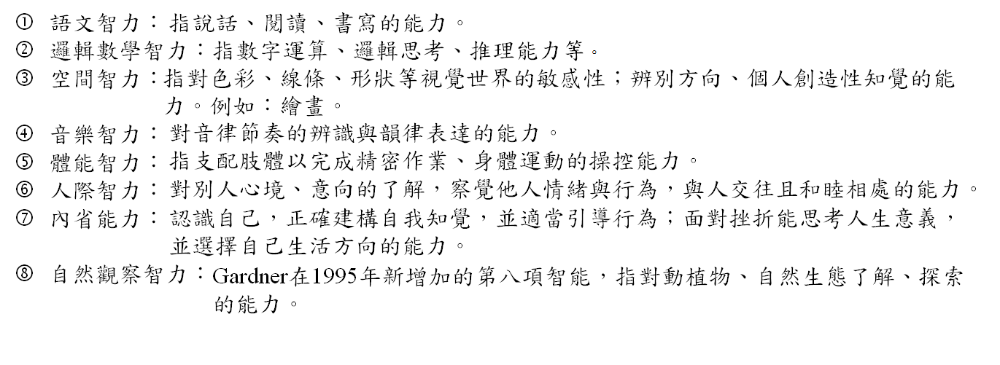 ① 語文智力：指說話、閱讀、書寫的能力。
② 邏輯數學智力：指數字運算、邏輯思考、推理能力等。
③ 空間智力：指對色彩、線條、形狀等視覺世界的敏感性；辨別方向、個人創造性知覺的能
力。例如：繪畫。
④ 音樂智力：對音律節奏的辨識與韻律表達的能力。
⑤ 體能智力：指支配肢體以完成精密作業、身體運動的操控能力。
⑥ 人際智力：對別人心境、意向的了解，察覺他人情緒與行為，與人交往且和睦相處的能力。
⑦ 內省能力：認識自己，正確建構自我知覺，並適當引導行為；面對挫折能思考人生意義，
並選擇自己生活方向的能力。
⑧ 自然觀察智力：Gardner在1995年新增加的第八項智能，指對動植物、自然生態了解、探索
的能力。